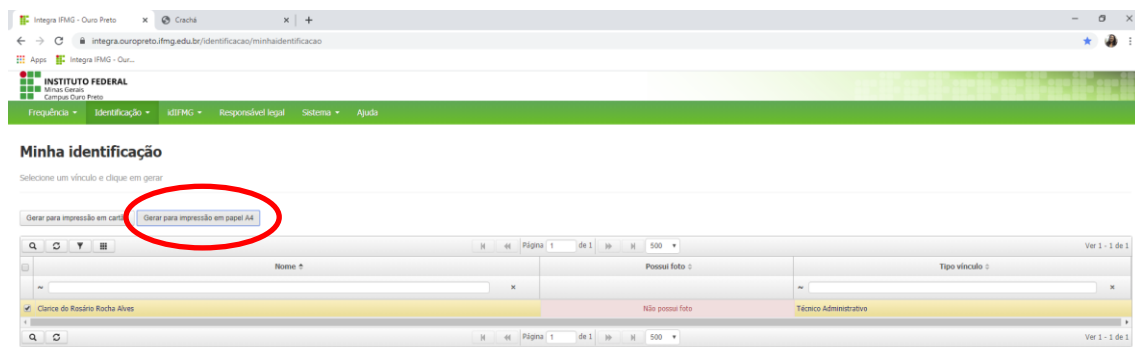 Integra IFMG - Ouro Preto × Crachá × +
integra.ouropreto.ifmg.edu.br/identificacao/minhaidentificacao
Apps Integra IFMG - Our...
INSTITUTO FEDERAL
Minas Gerais
Campus Ouro Preto
Frequência Identificação idIFMG Responsável legal Sistema Ajuda
Minha identificação
Selecione um vínculo e clique em gerar
Gerar para impressão em cartão Gerar para impressão em papel A4
Página 1 de 1 500 Ver 1 - 1 de 1
Nome Possui foto Tipo vínculo
~ × ~ ×
Clarice do Rosário Rocha Alves Não possui foto Técnico Administrativo
Página 1 de 1 500 Ver 1 - 1 de 1